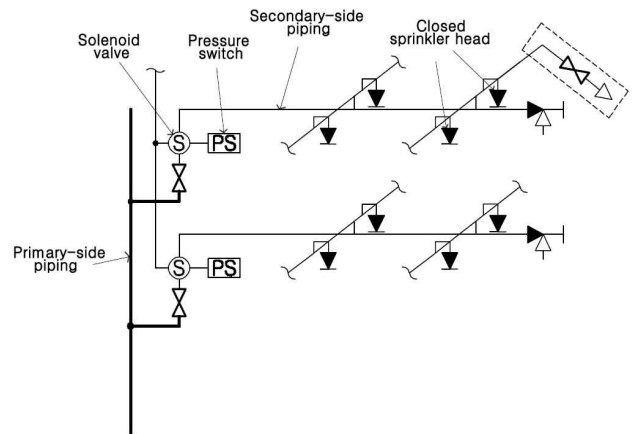 Secondary-side
piping
Closed
sprinkler head
Solenoid
valve
Pressure
switch
S
PS
Primary-side
piping
S
PS